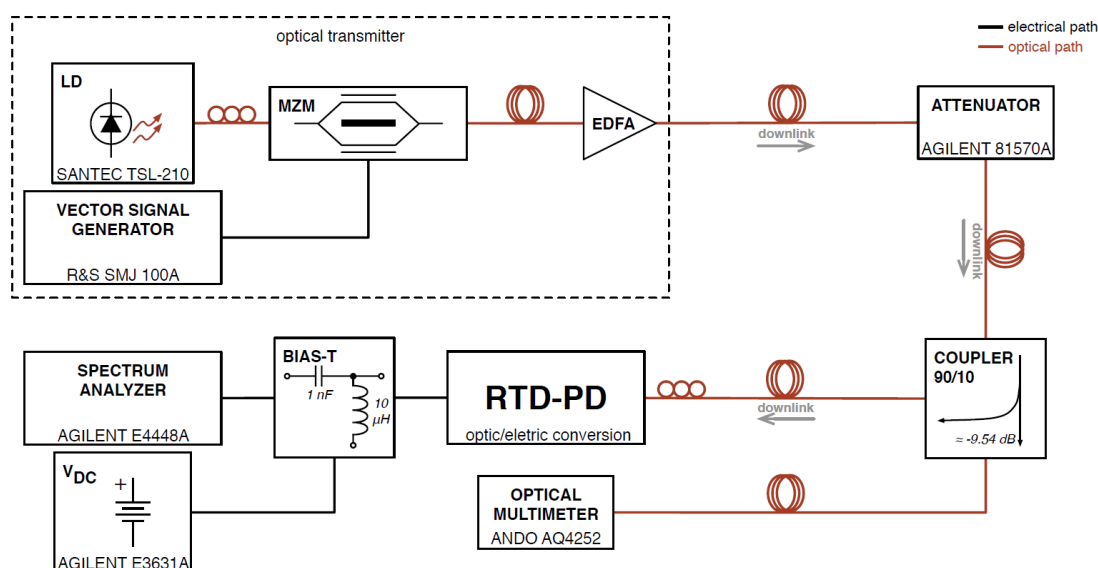 optical transmitter
electrical path
optical path
LD
SANTEC TSL-210
MZM
EDFA
downlink
ATTENUATOR
AGILENT 81570A
VECTOR SIGNAL
GENERATOR
R&S SMJ 100A
downlink
SPECTRUM
ANALYZER
AGILENT E4448A
BIAS-T
1 nF
10
µH
RTD-PD
optic/eletric conversion
downlink
COUPLER
90/10
≈ -9.54 dB
VDC
+
AGILENT E3631A
OPTICAL
MULTIMETER
ANDO AQ4252